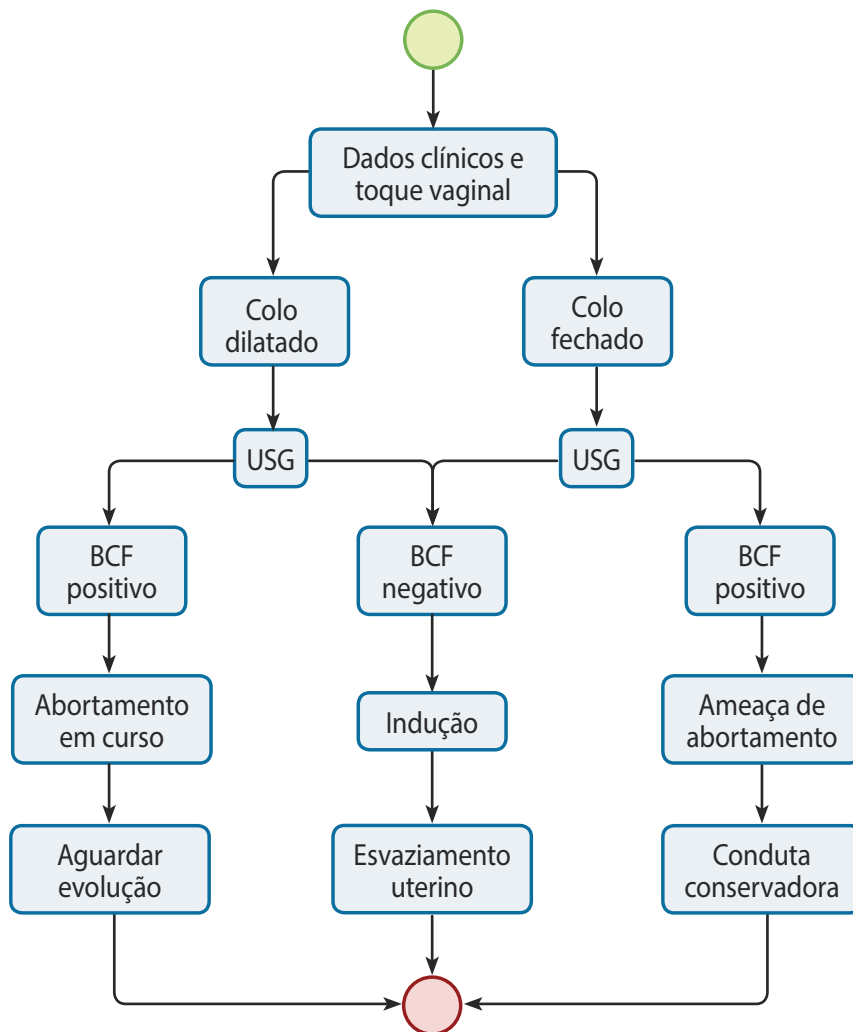 Dados clínicos e
toque vaginal
Colo
dilatado
Colo
fechado
USG
USG
BCF
positivo
BCF
negativo
BCF
positivo
Abortamento
em curso
Indução
Ameaça de
abortamento
Aguardar
evolução
Esvaziamento
uterino
Conduta
conservadora